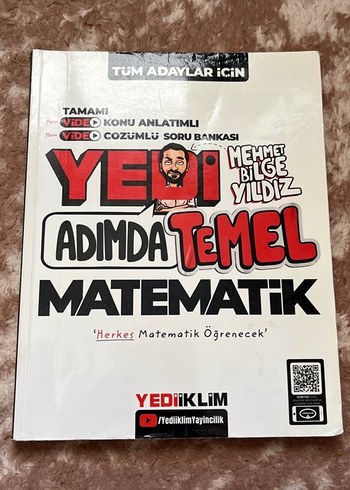 TÜM ADAYLAR İÇİN
TAMAMI
VİDEO KONU ANLATIMLI
VİDEO ÇÖZÜMLÜ SORU BANKASI
YEDİ
MEHMET
BİLGE
YILDIZ
ADIMDA TEMEL
MATEMATİK
'Herkes Matematik Öğrenecek'
YEDİİKLİM
/YediiklimYayincilik